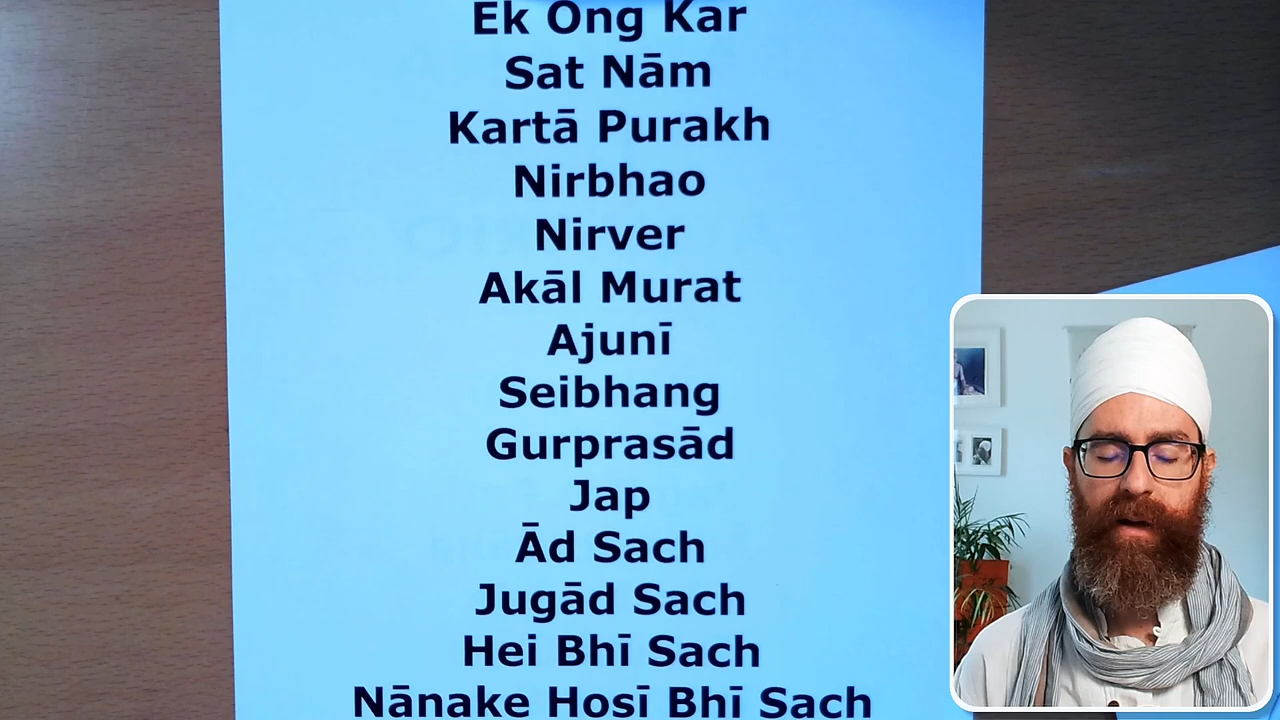 Ek Ong Kar
Sat Nām
Kartā Purakh
Nirbhao
Nirver
Akāl Murat
Ajunī
Seibhang
Gurprasād
Jap
Ād Sach
Jugād Sach
Hei Bhī Sach
Nānake Hosī Bhī Sach